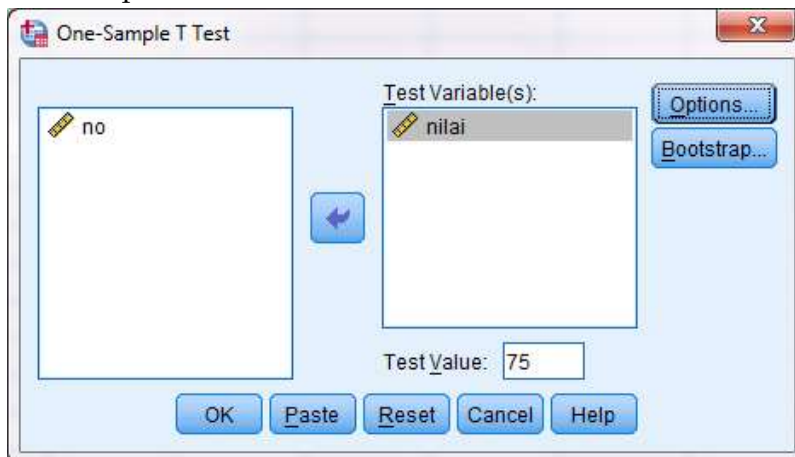 One-Sample T Test
Test Variable(s):
no
nilai
Options...
Bootstrap...
Test Value: 75
OK Paste Reset Cancel Help